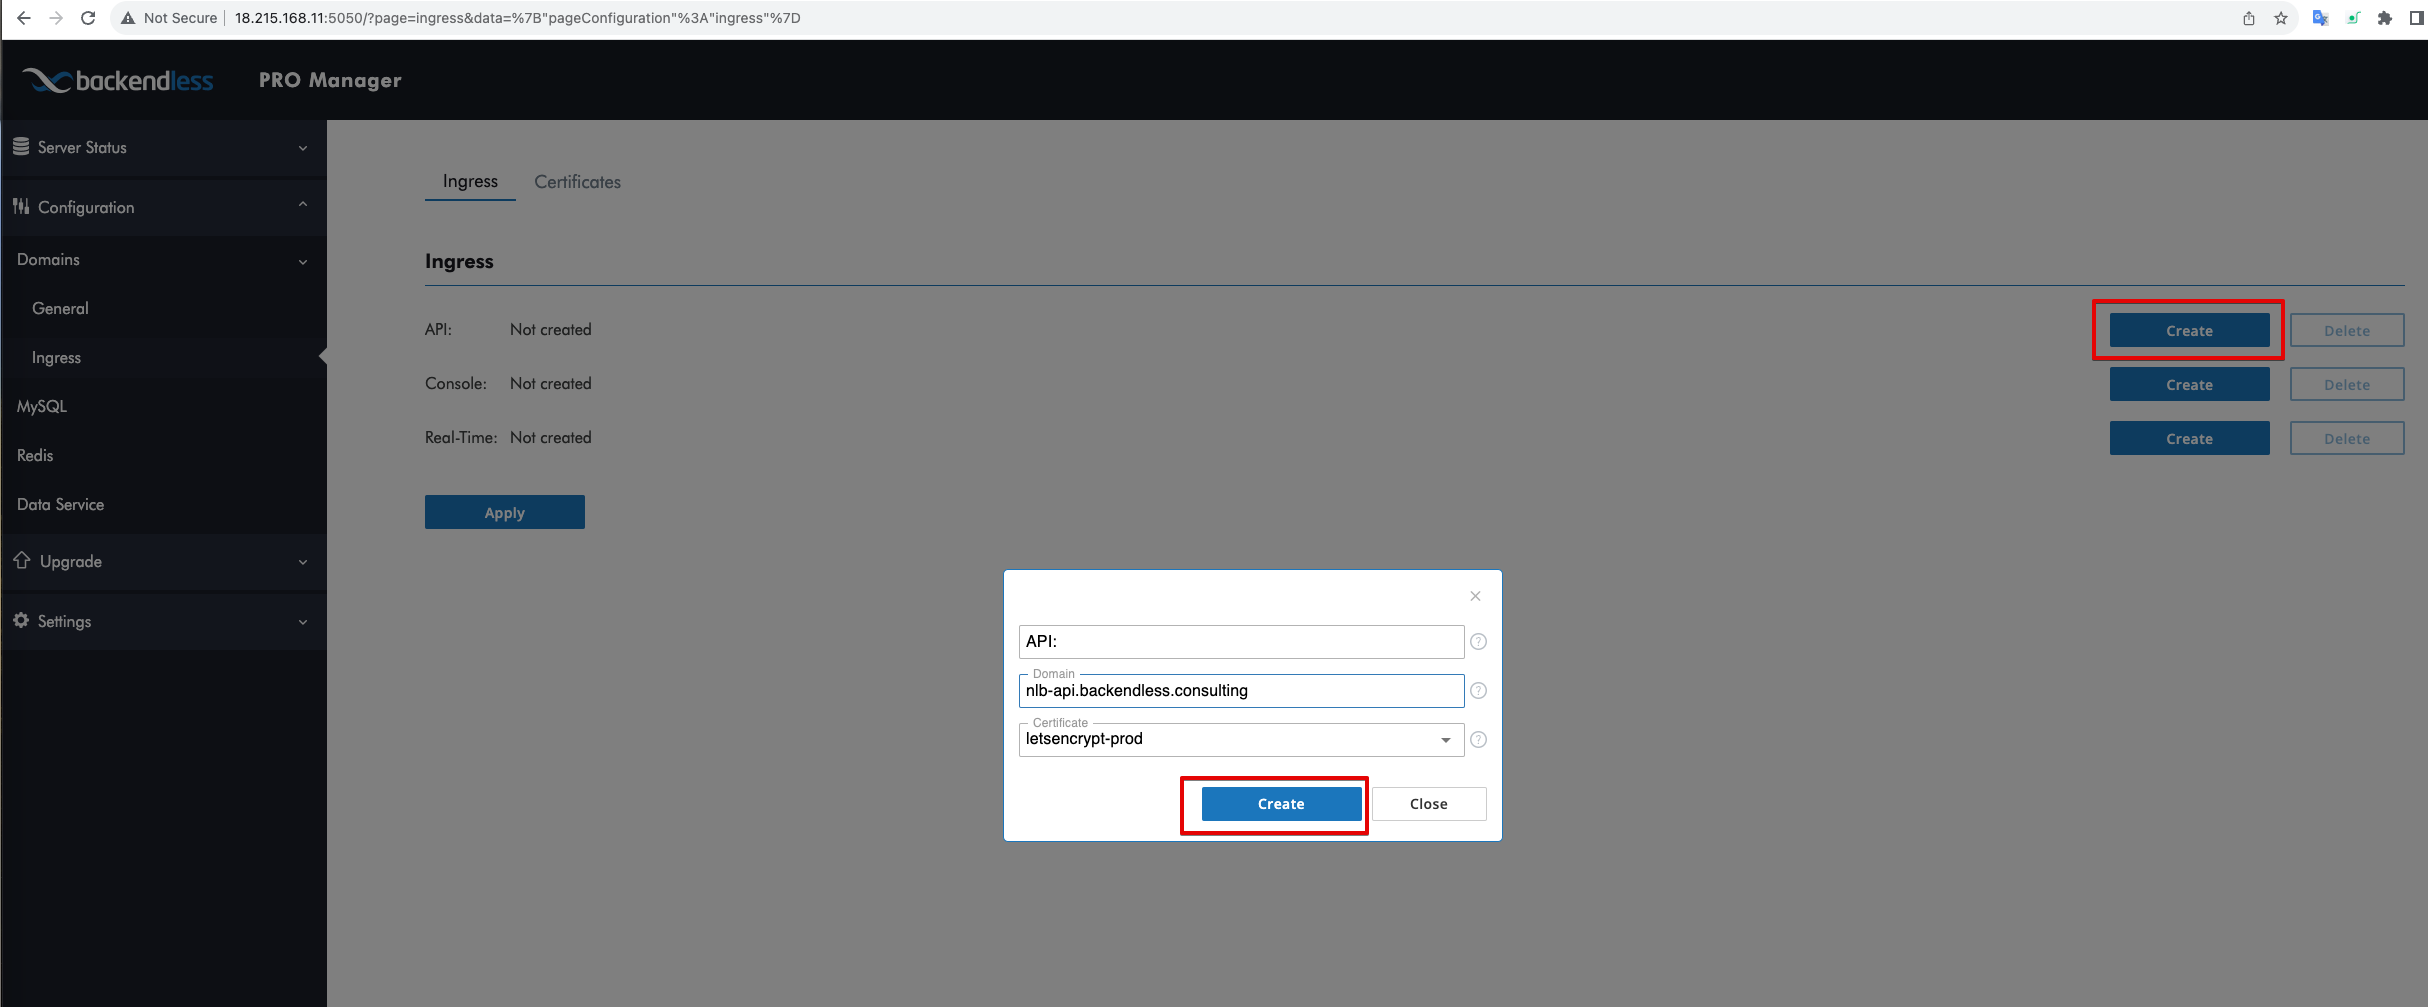 Not Secure | 18.215.168.11:5050/?page=ingress&data=%7B"pageConfiguration"%3A"ingress"%7D
backendless PRO Manager
Server Status
Configuration
Domains
General
Ingress
MySQL
Redis
Data Service
Upgrade
Settings
Ingress Certificates
Ingress
API: Not created Create Delete
Console: Not created Create Delete
Real-Time: Not created Create Delete
Apply
API:
Domain
nlb-api.backendless.consulting
Certificate
letsencrypt-prod
Create Close